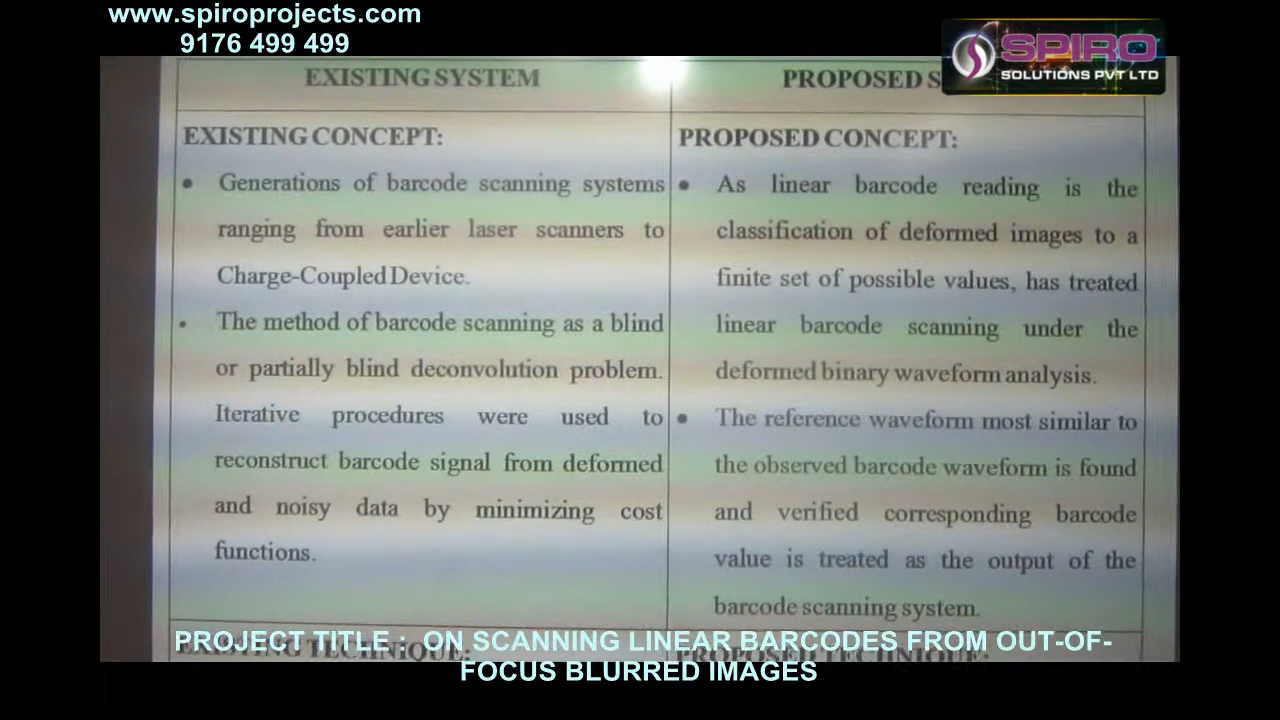 www.spiroprojects.com
9176 499 499
SPIRO
SOLUTIONS PVT LTD
EXISTING SYSTEM
PROPOSED S
EXISTING CONCEPT:
• Generations of barcode scanning systems
ranging from earlier laser scanners to
Charge-Coupled Device.
• The method of barcode scanning as a blind
or partially blind deconvolution problem.
Iterative procedures were used to
reconstruct barcode signal from deformed
and noisy data by minimizing cost
functions.
PROPOSED CONCEPT:
• As linear barcode reading is the
classification of deformed images to a
finite set of possible values, has treated
linear barcode scanning under the
deformed binary waveform analysis.
• The reference waveform most similar to
the observed barcode waveform is found
and verified corresponding barcode
value is treated as the output of the
barcode scanning system.
EXISTING TECHNIQUE:
PROPOSED TECHNIQUE:
PROJECT TITLE : ON SCANNING LINEAR BARCODES FROM OUT-OF-
FOCUS BLURRED IMAGES